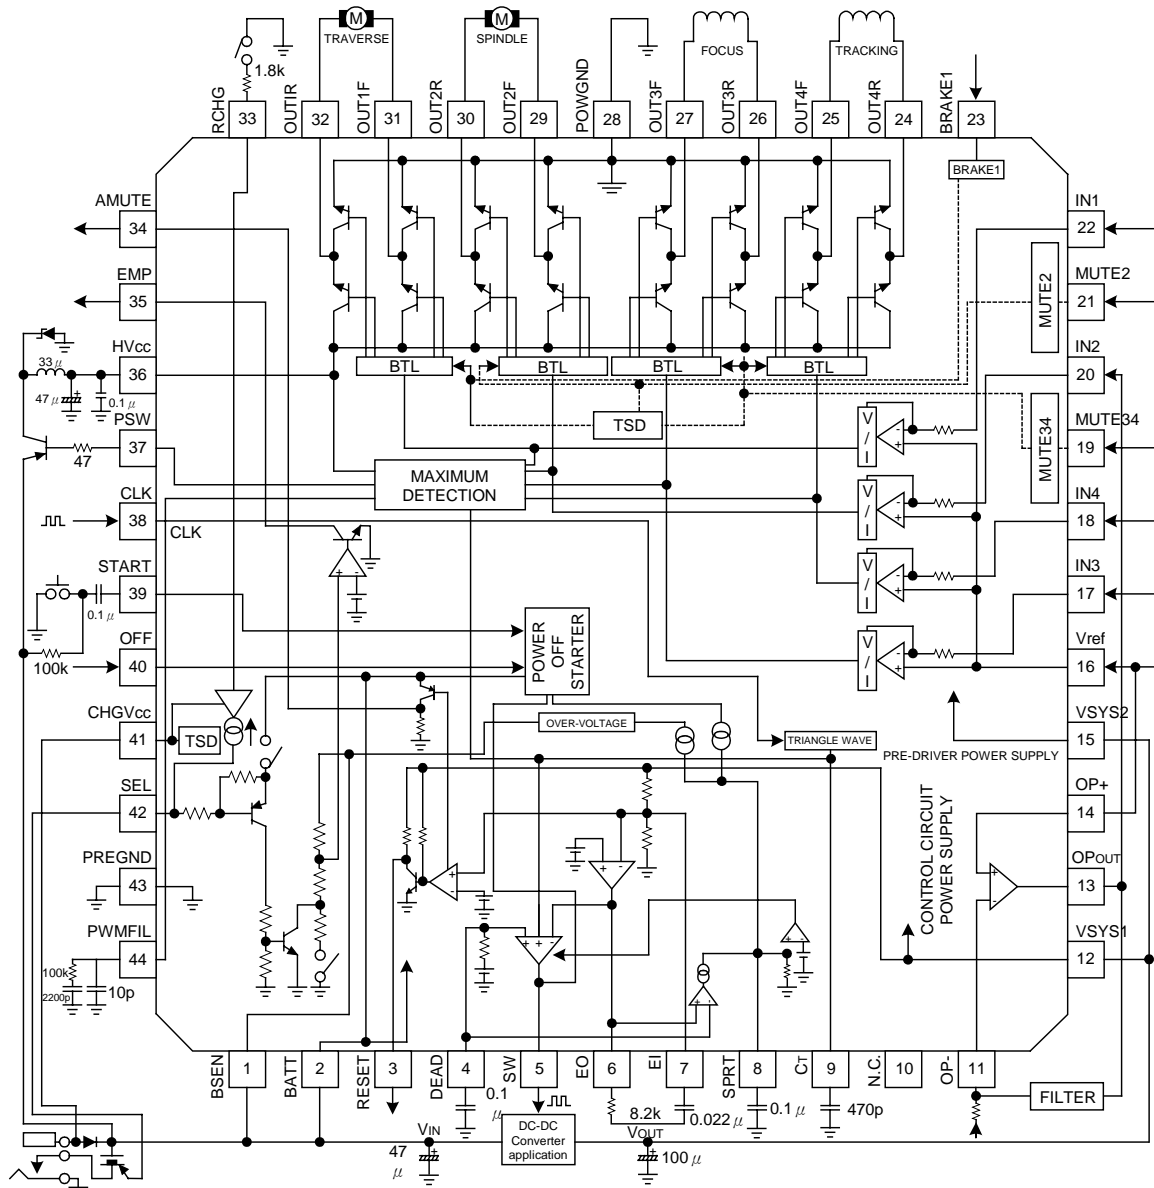 M
TRAVERSE
M
SPINDLE
FOCUS
TRACKING
1.8k
RCHG
OUT1R
OUT1F
OUT2R
OUT2F
POWGND
OUT3F
OUT3R
OUT4F
OUT4R
BRAKE1
33
32
31
30
29
28
27
26
25
24
23
BRAKE1
AMUTE
34
IN1
22
EMP
35
MUTE2
MUTE2
21
HVcc
36
33μ
47μ
0.1μ
BTL
BTL
BTL
BTL
IN2
20
PSW
37
47
TSD
V/I
-
+
MUTE34
MUTE34
19
MAXIMUM
DETECTION
CLK
38
CLK
V/I
-
+
IN4
18
START
39
0.1μ
+
-
V/I
-
+
IN3
17
OFF
40
100k
POWER
OFF
STARTER
V/I
-
+
Vref
16
CHGVcc
41
TSD
OVER-VOLTAGE
TRIANGLE WAVE
PRE-DRIVER POWER SUPPLY
VSYS2
15
SEL
42
OP+
14
PREGND
43
+
-
+
-
CONTROL CIRCUIT
POWER SUPPLY
+
-
OPOUT
13
PWMFIL
44
100k
2200p
10p
+
+
-
+
-
+
-
VSYS1
12
BSEN
BATT
RESET
DEAD
SW
EO
EI
SPRT
CT
N.C.
OP-
1
2
3
4
5
6
7
8
9
10
11
0.1
μ
8.2k
0.022μ
0.1μ
470p
FILTER
VIN
DC-DC
Converter
application
VOUT
47
μ
100μ